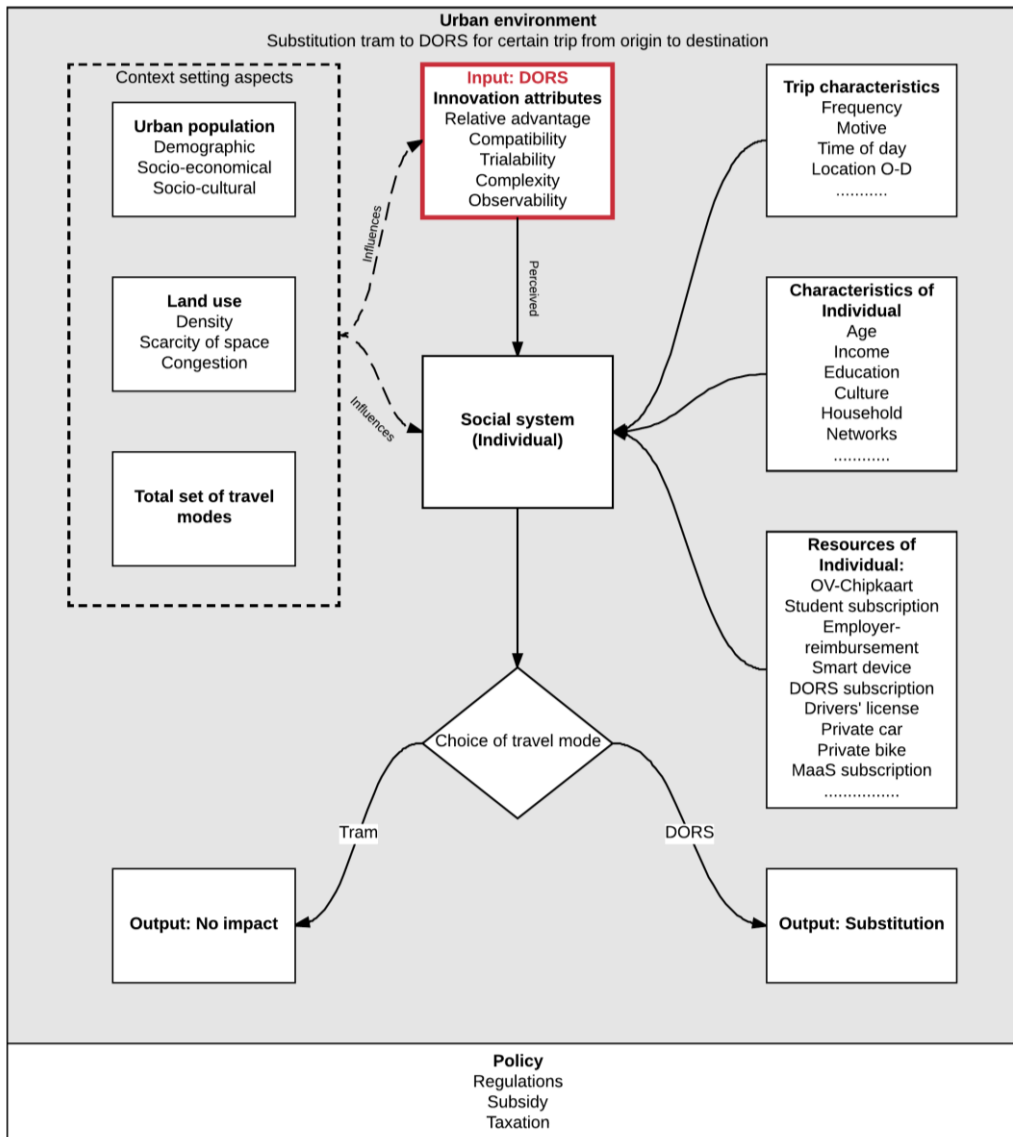 Urban environment
Substitution tram to DORS for certain trip from origin to destination
Context setting aspects
Urban population
Demographic
Socio-economical
Socio-cultural
Land use
Density
Scarcity of space
Congestion
Total set of travel
modes
Influences
Influences
Input: DORS
Innovation attributes
Relative advantage
Compatibility
Trialability
Complexity
Observability
Perceived
Social system
(Individual)
Trip characteristics
Frequency
Motive
Time of day
Location O-D
...........
Characteristics of
Individual
Age
Income
Education
Culture
Household
Networks
............
Resources of
Individual:
OV-Chipkaart
Student subscription
Employer-
reimbursement
Smart device
DORS subscription
Drivers' license
Private car
Private bike
MaaS subscription
................
Choice of travel mode
Tram
DORS
Output: No impact
Output: Substitution
Policy
Regulations
Subsidy
Taxation